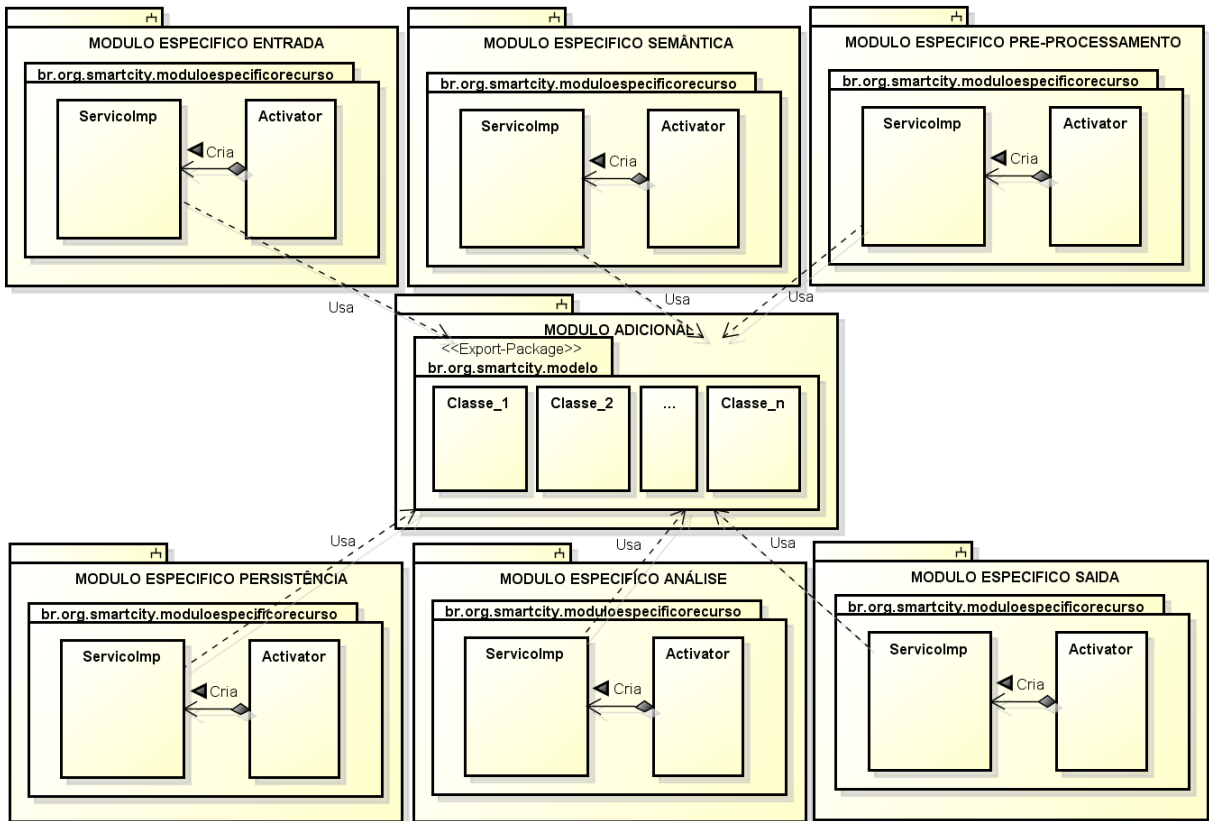 MODULO ESPECIFICO ENTRADA
br.org.smartcity.moduloespecificorecurso
ServicoImp
Activator
Cria
MODULO ESPECIFICO SEMÂNTICA
br.org.smartcity.moduloespecificorecurso
ServicoImp
Activator
Cria
MODULO ESPECIFICO PRE-PROCESSAMENTO
br.org.smartcity.moduloespecificorecurso
ServicoImp
Activator
Cria
Usa
Usa
Usa
MODULO ADICIONAL
<<Export-Package>>
br.org.smartcity.modelo
Classe_1
Classe_2
...
Classe_n
Usa
Usa
Usa
MODULO ESPECIFICO PERSISTÊNCIA
br.org.smartcity.moduloespecificorecurso
ServicoImp
Activator
Cria
MODULO ESPECIFICO ANÁLISE
br.org.smartcity.moduloespecificorecurso
ServicoImp
Activator
Cria
MODULO ESPECIFICO SAIDA
br.org.smartcity.moduloespecificorecurso
ServicoImp
Activator
Cria